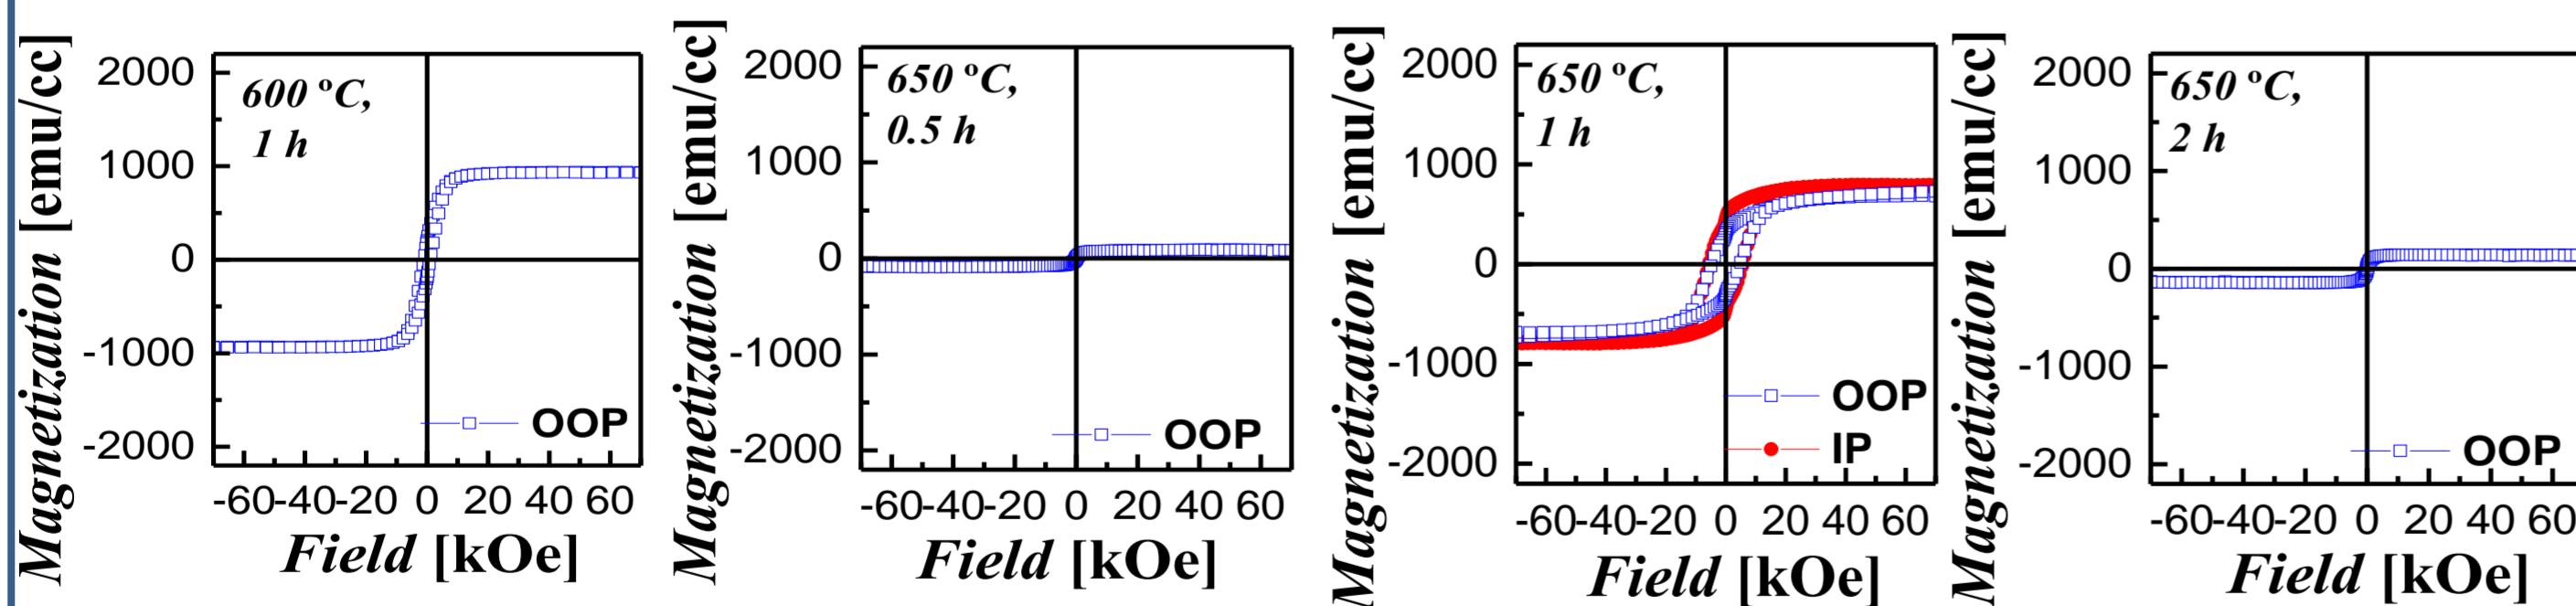 Magnetization [emu/cc]
2000
1000
0
-1000
-2000
600 ºC,
1 h
OOP
-60 -40 -20 0 20 40 60
Field [kOe]
Magnetization [emu/cc]
2000
1000
0
-1000
-2000
650 ºC,
0.5 h
OOP
-60 -40 -20 0 20 40 60
Field [kOe]
Magnetization [emu/cc]
2000
1000
0
-1000
-2000
650 ºC,
1 h
OOP
IP
-60 -40 -20 0 20 40 60
Field [kOe]
Magnetization [emu/cc]
2000
1000
0
-1000
-2000
650 ºC,
2 h
OOP
-60 -40 -20 0 20 40 60
Field [kOe]